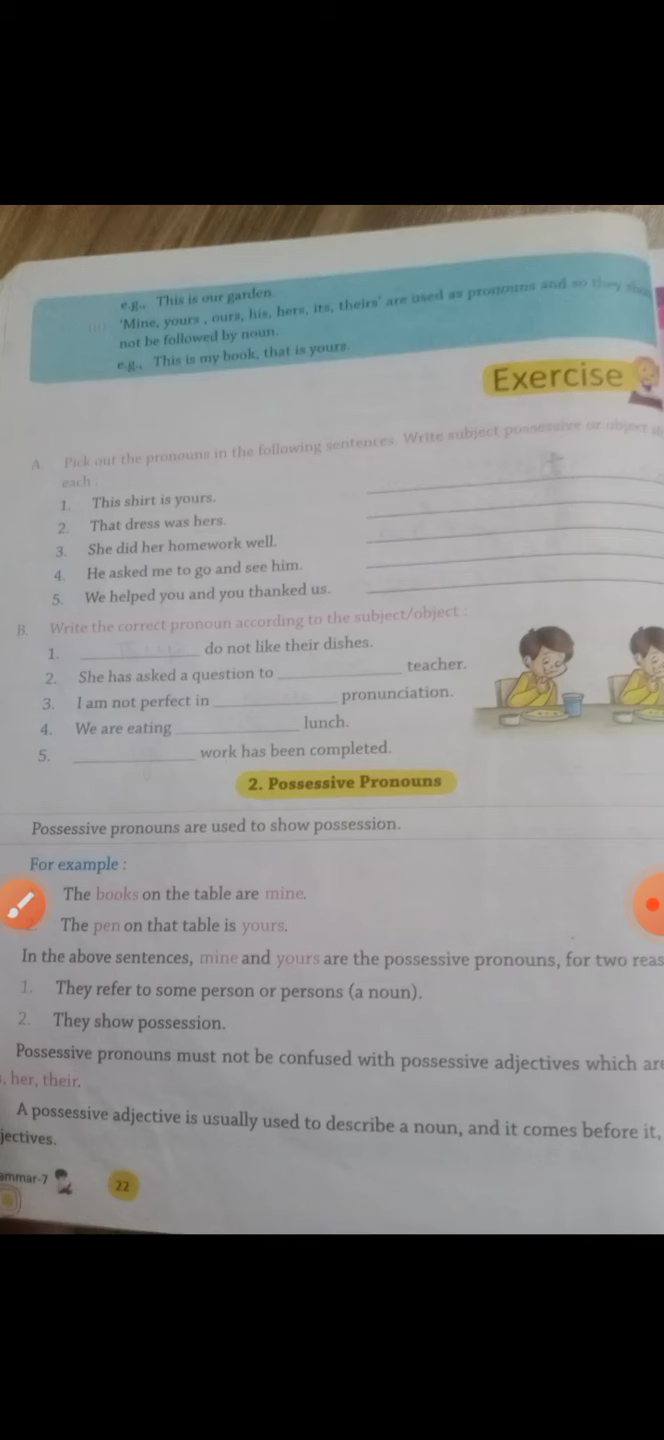 e.g., This is our garden.
'Mine, yours , ours, his, hers, its, theirs' are used as pronouns and so they
not be followed by noun.
e.g., This is my book, that is yours.
Exercise
A. Pick out the pronouns in the following sentences. Write subject possessive or object
each .
1. This shirt is yours.
2. That dress was hers.
3. She did her homework well.
4. He asked me to go and see him.
5. We helped you and you thanked us.
B. Write the correct pronoun according to the subject/object :
1. ____________ do not like their dishes.
2. She has asked a question to ____________ teacher.
3. I am not perfect in ____________ pronunciation.
4. We are eating ____________ lunch.
5. ____________ work has been completed.
2. Possessive Pronouns
Possessive pronouns are used to show possession.
For example :
The books on the table are mine.
2. The pen on that table is yours.
In the above sentences, mine and yours are the possessive pronouns, for two
1. They refer to some person or persons (a noun).
2. They show possession.
Possessive pronouns must not be confused with possessive adjectives which are
, her, their.
A possessive adjective is usually used to describe a noun, and it comes before it,
jectives.
ammar-7
22